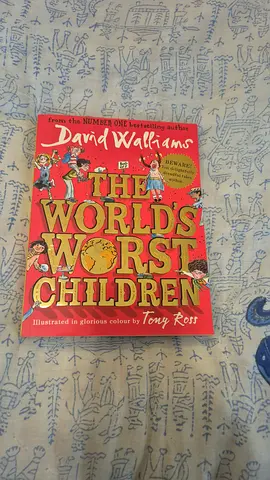 from the NUMBER ONE bestselling author
David Walliams
BEWARE!
THE
WORLD'S
WORST
CHILDREN
Illustrated in glorious colour by Tony Ross